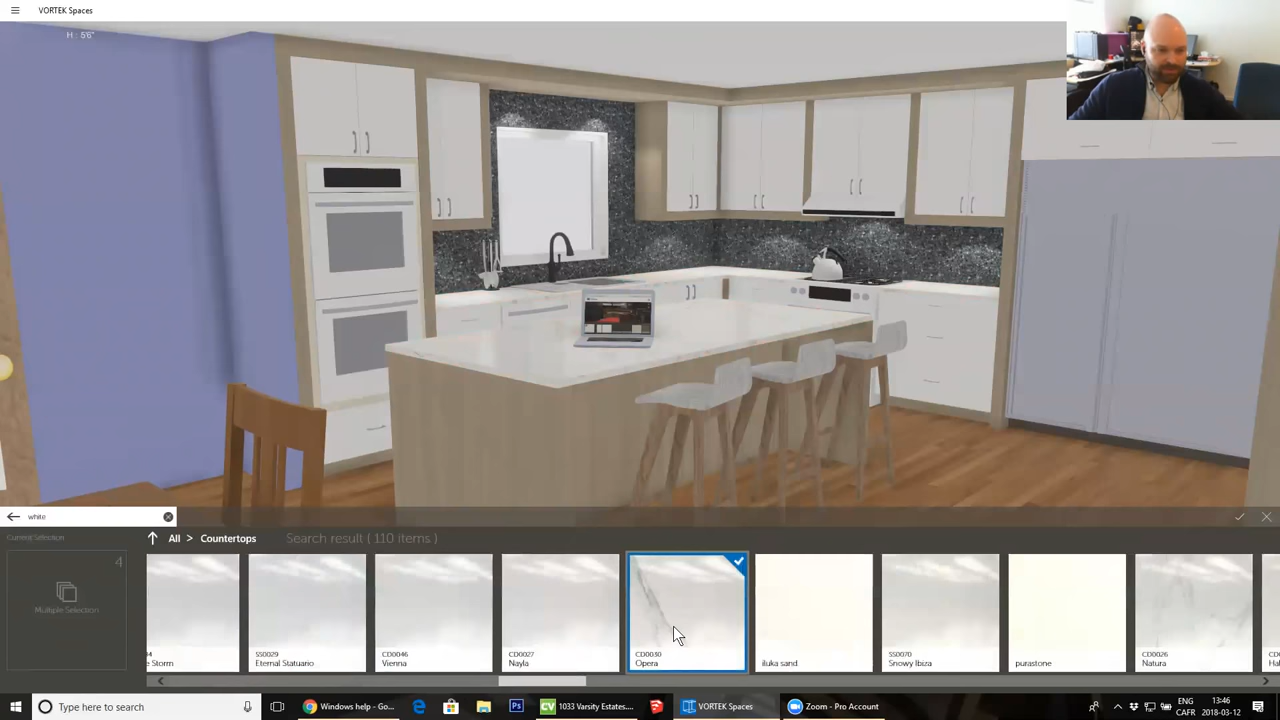 VORTEK Spaces
H : 5'6"
white
Current Selection
4
Multiple Selection
All > Countertops
Search result ( 110 items )
e Storm
SS0029
Eternal Statuario
CD0046
Vienna
CD0027
Nayla
CD0030
Opera
iluka sand
SS0070
Snowy Ibiza
purastone
CD0026
Natura
Type here to search
Windows help - Go...
1033 Varsity Estates....
VORTEK Spaces
Zoom - Pro Account
ENG
CAFR
13:46
2018-03-12